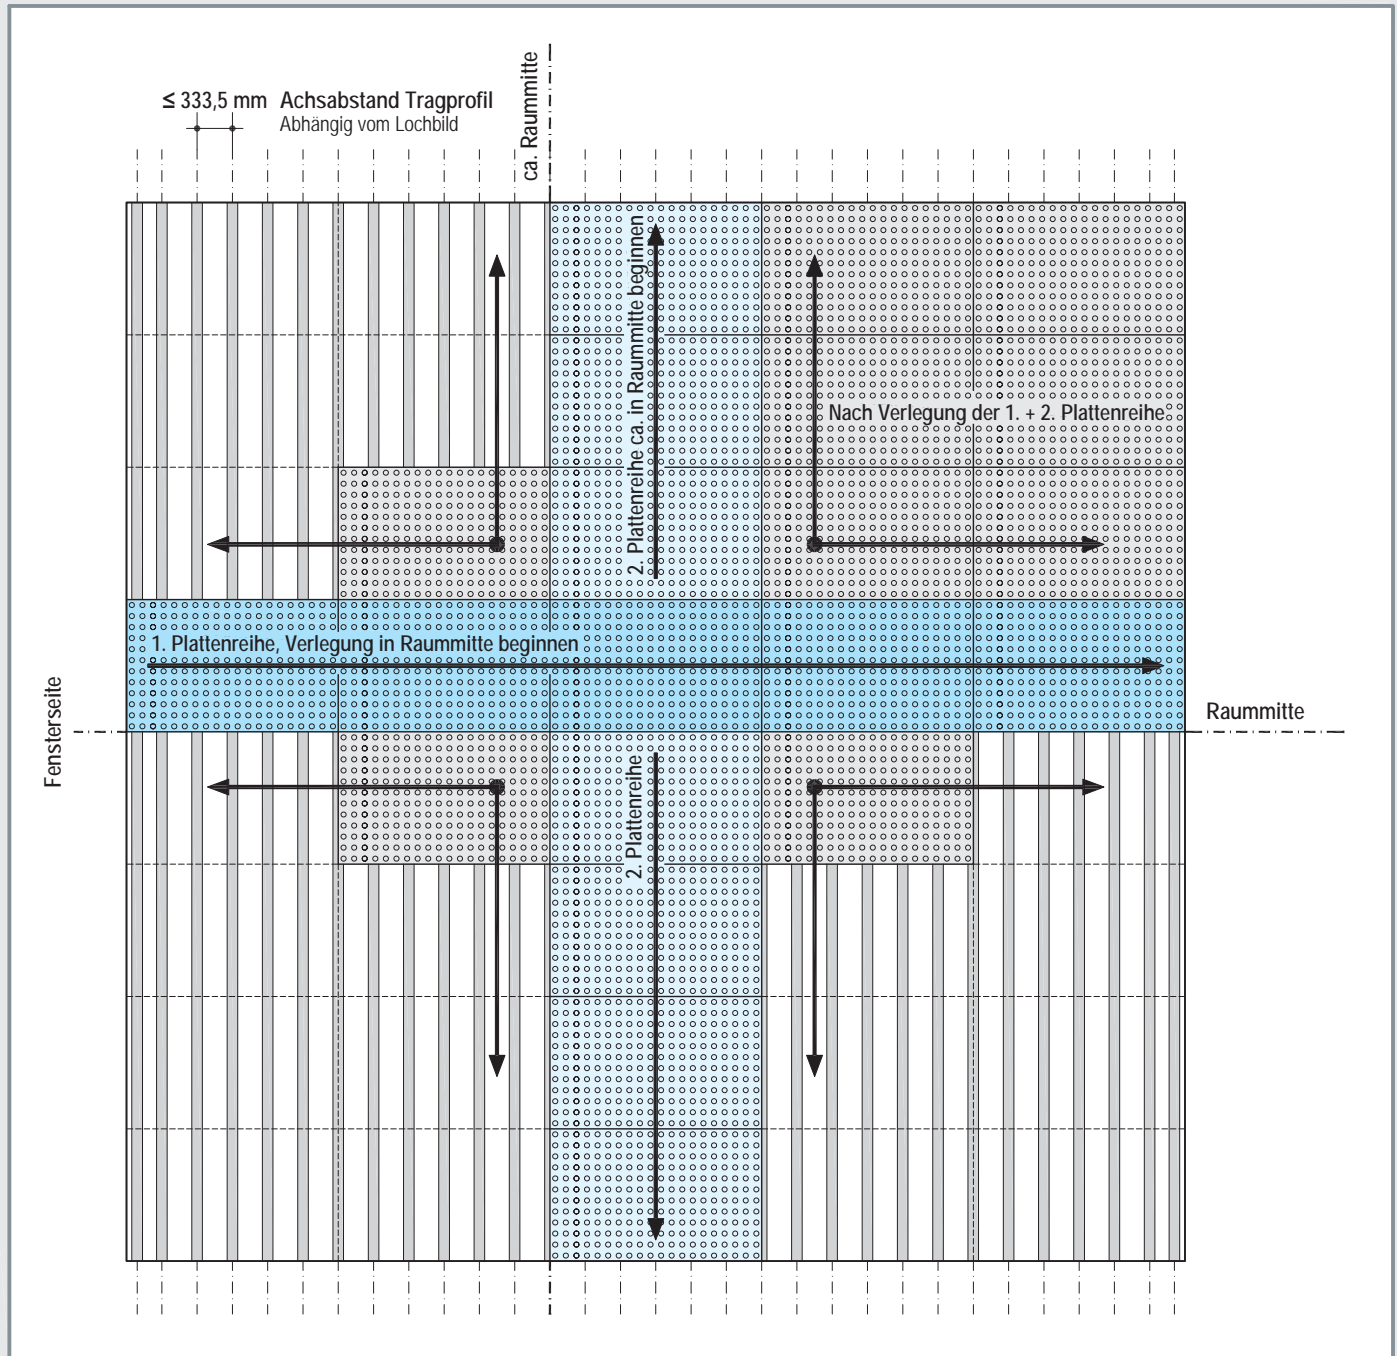 ≤ 333,5 mm Achsabstand Tragprofil
Abhängig vom Lochbild
ca. Raummitte
2. Plattenreihe ca. in Raummitte beginnen
Nach Verlegung der 1. + 2. Plattenreihe
1. Plattenreihe, Verlegung in Raummitte beginnen
Fensterseite
Raummitte
2. Plattenreihe